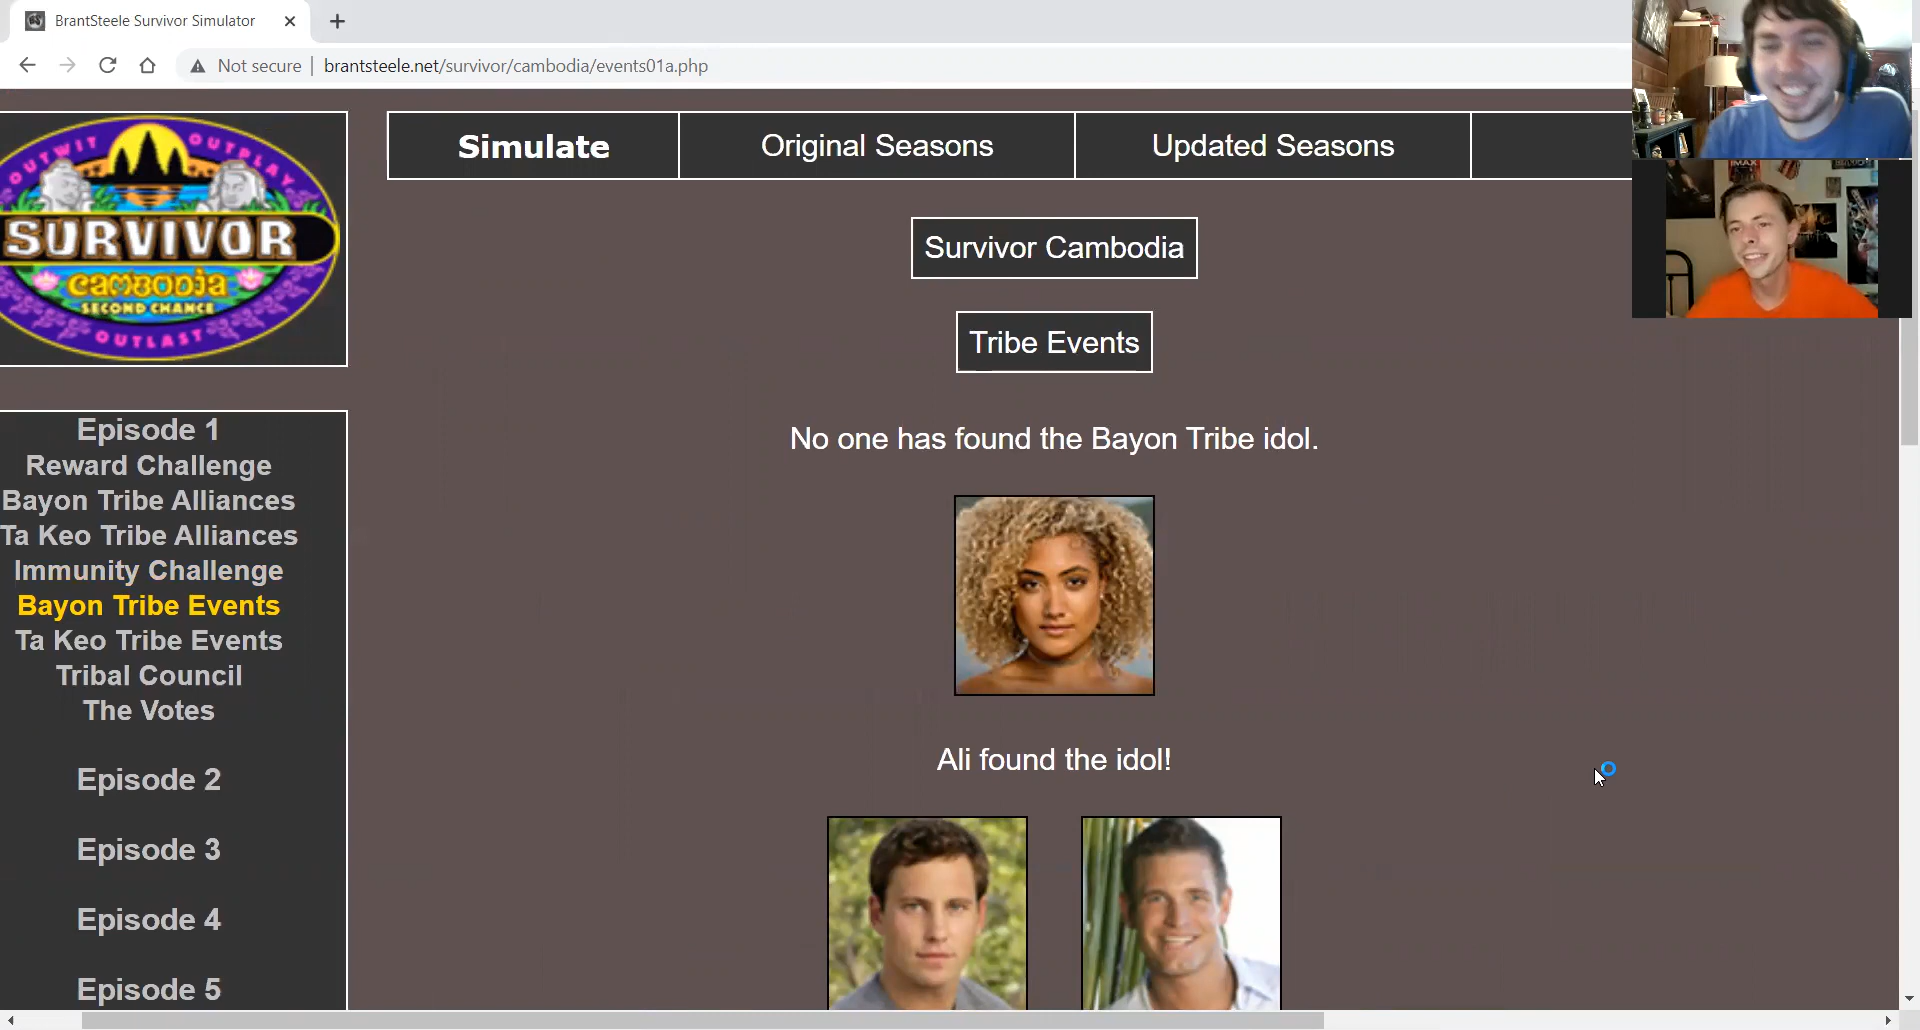 BrantSteele Survivor Simulator
Not secure | brantsteele.net/survivor/cambodia/events01a.php
OUTWIT OUTPLAY
SURVIVOR
CAMBODIA
SECOND CHANCE
OUTLAST
Simulate
Original Seasons
Updated Seasons
Survivor Cambodia
Tribe Events
No one has found the Bayon Tribe idol.
Ali found the idol!
Episode 1
Reward Challenge
Bayon Tribe Alliances
Ta Keo Tribe Alliances
Immunity Challenge
Bayon Tribe Events
Ta Keo Tribe Events
Tribal Council
The Votes
Episode 2
Episode 3
Episode 4
Episode 5
IMAX